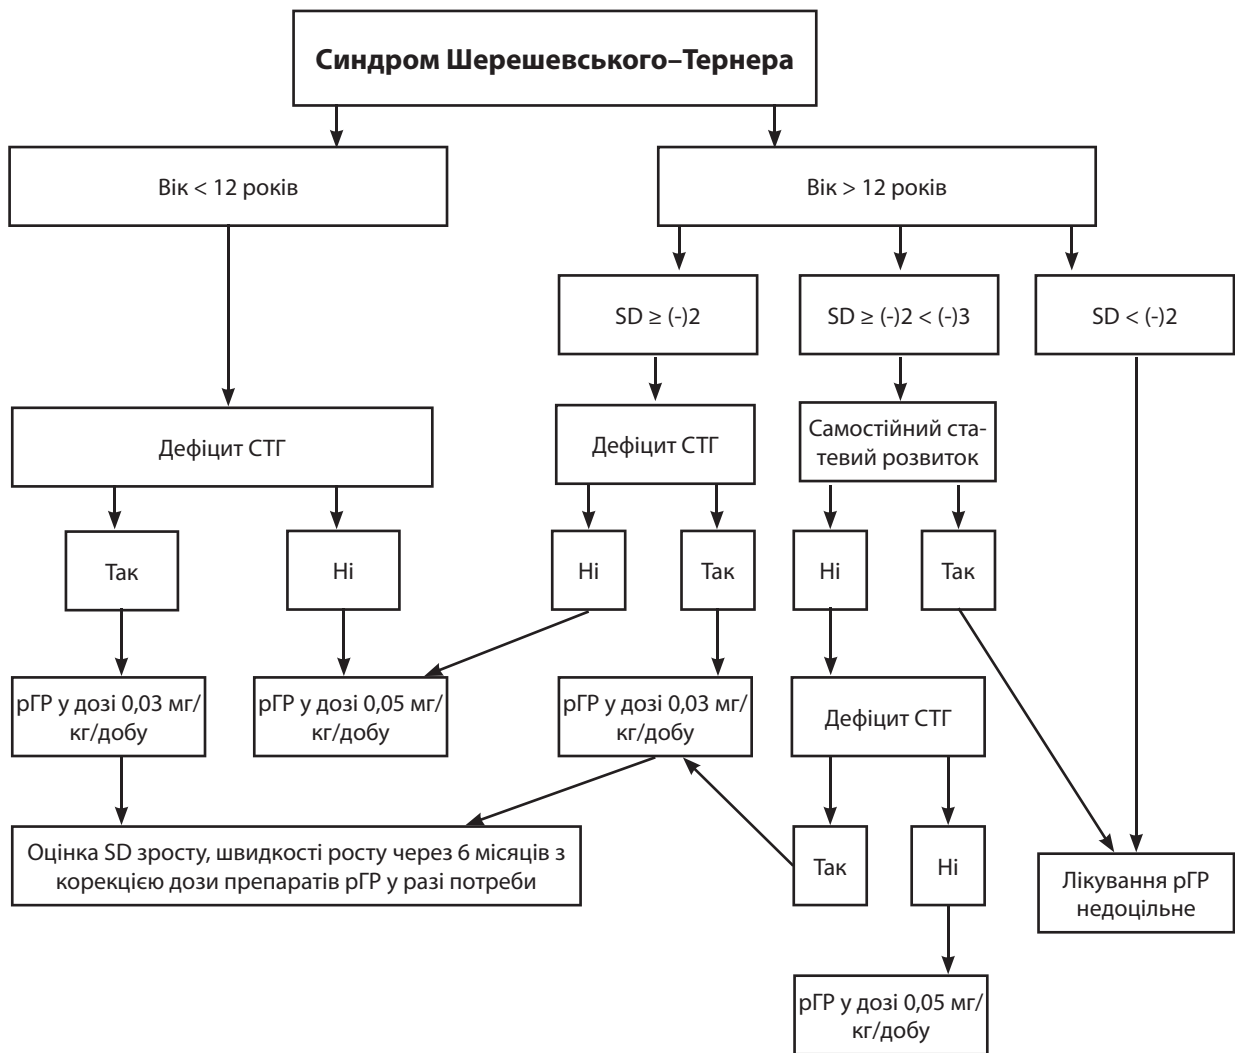 Синдром Шерешевського–Тернера
Вік < 12 років
Вік > 12 років
SD ≥ (-)2
SD ≥ (-)2 < (-)3
SD < (-)2
Дефіцит СТГ
Дефіцит СТГ
Самостійний ста-
тевий розвиток
Так
Ні
Ні
Так
Ні
Так
рГР у дозі 0,03 мг/
кг/добу
рГР у дозі 0,05 мг/
кг/добу
рГР у дозі 0,03 мг/
кг/добу
Дефіцит СТГ
Оцінка SD зросту, швидкості росту через 6 місяців з
корекцією дози препаратів рГР у разі потреби
Так
Ні
Лікування рГР
недоцільне
рГР у дозі 0,05 мг/
кг/добу